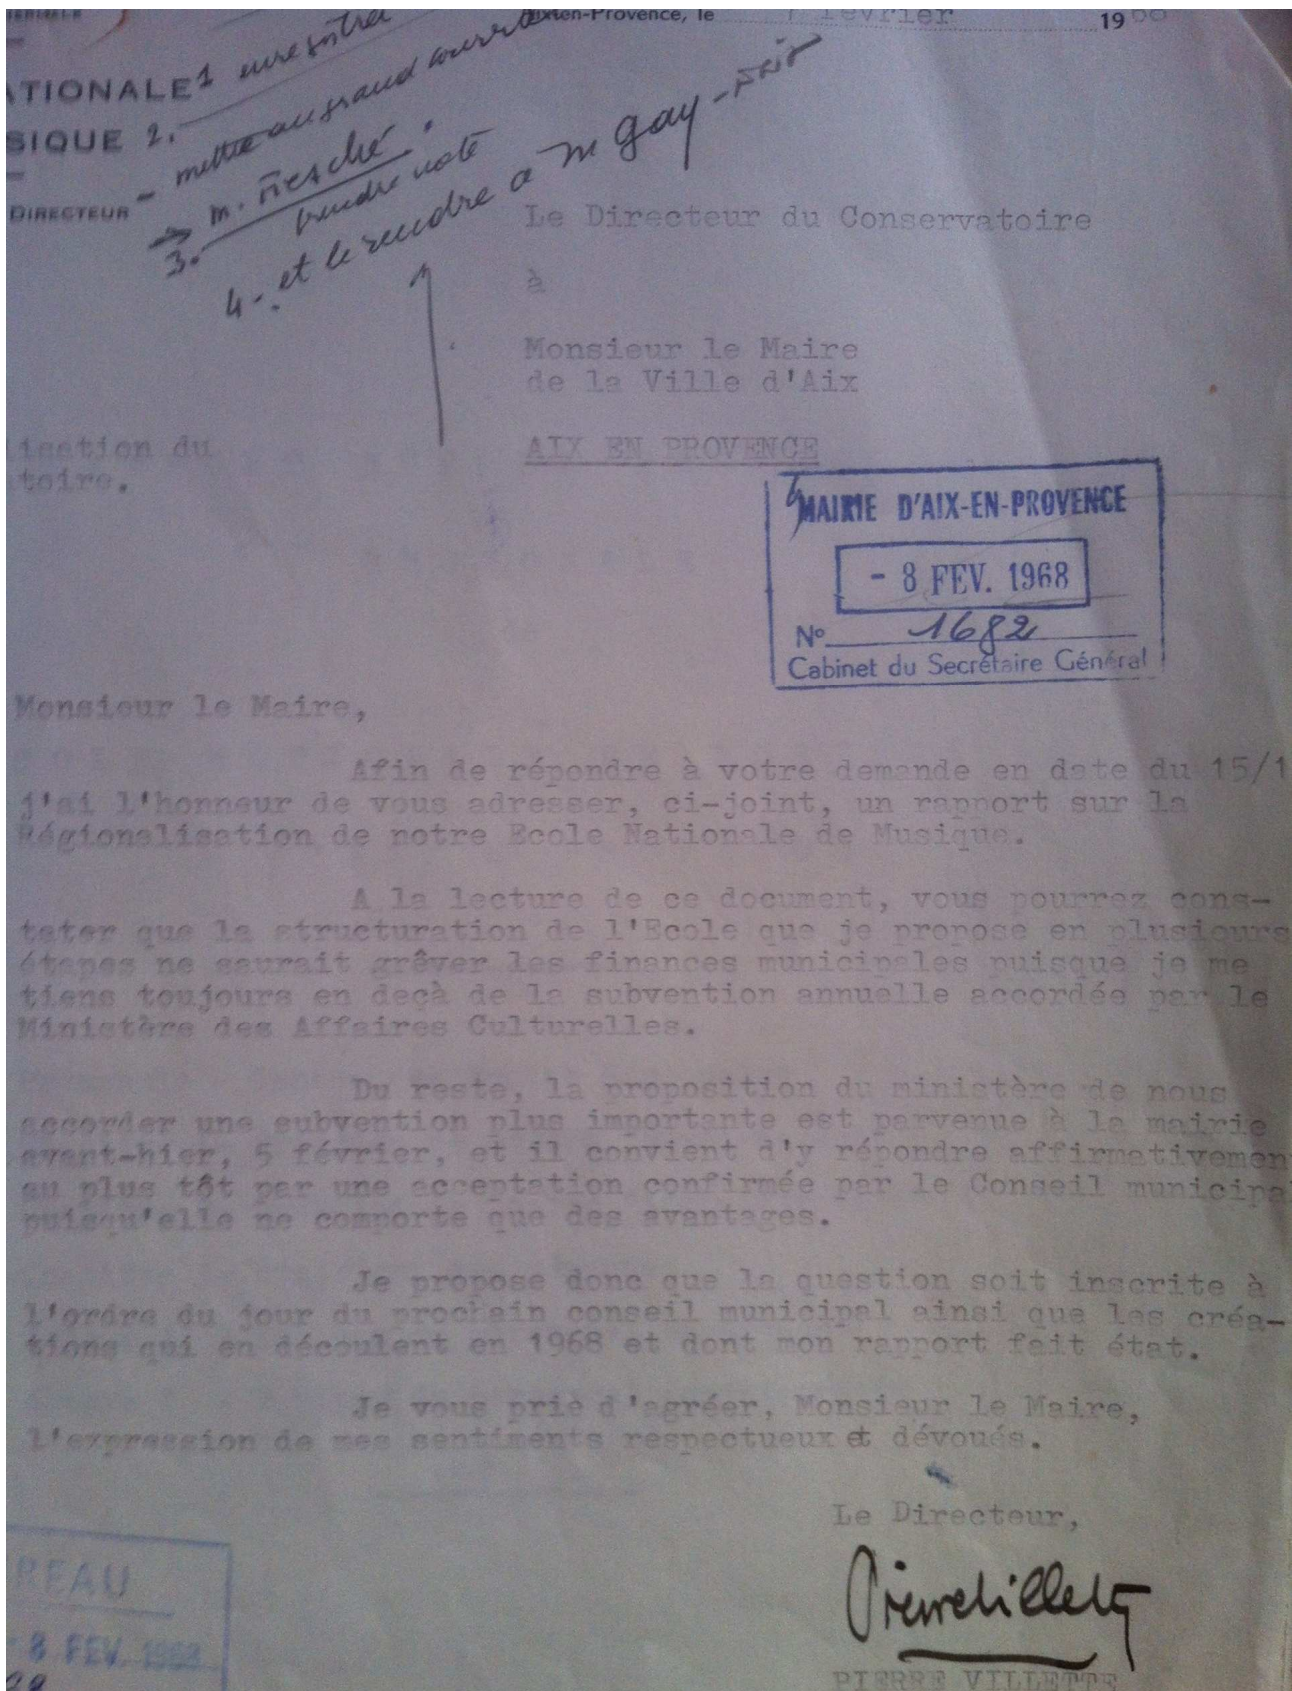 Aix-en-Provence, le 7 février 1968
ATIONALE
SIQUE
DIRECTEUR
1 enregistrer
2. - mettre au grand courrier
→ m.
3. prendre note
4 - et le rendre a m gay - fait
Le Directeur du Conservatoire
à
Monsieur le Maire
de la Ville d'Aix
AIX EN PROVENCE
isation du
toire.
MAIRIE D'AIX-EN-PROVENCE
- 8 FEV. 1968
No 1682
Cabinet du Secrétaire Général
Monsieur le Maire,
Afin de répondre à votre demande en date du 15/1
j'ai l'honneur de vous adresser, ci-joint, un rapport sur la
Régionalisation de notre Ecole Nationale de Musique.
A la lecture de ce document, vous pourrez cons-
tater que la structuration de l'Ecole que je propose en plusieurs
étapes ne saurait grêver les finances municipales puisque je me
tiens toujours en deçà de la subvention annuelle accordée par le
Ministère des Affaires Culturelles.
Du reste, la proposition du ministère de nous
accorder une subvention plus importante est parvenue à la mairie
avant-hier, 5 février, et il convient d'y répondre affirmativemen
au plus tôt par une acceptation confirmée par le Conseil municipa
puisqu'elle ne comporte que des avantages.
Je propose donc que la question soit inscrite à
l'ordre du jour du prochain conseil municipal ainsi que les créa-
tions qui en découlent en 1968 et dont mon rapport fait état.
Je vous prie d'agréer, Monsieur le Maire,
l'expression de mes sentiments respectueux et dévoués.
Le Directeur,
Pierre Villette
PIERRE VILLETTE
REAU
8 FEV. 1968